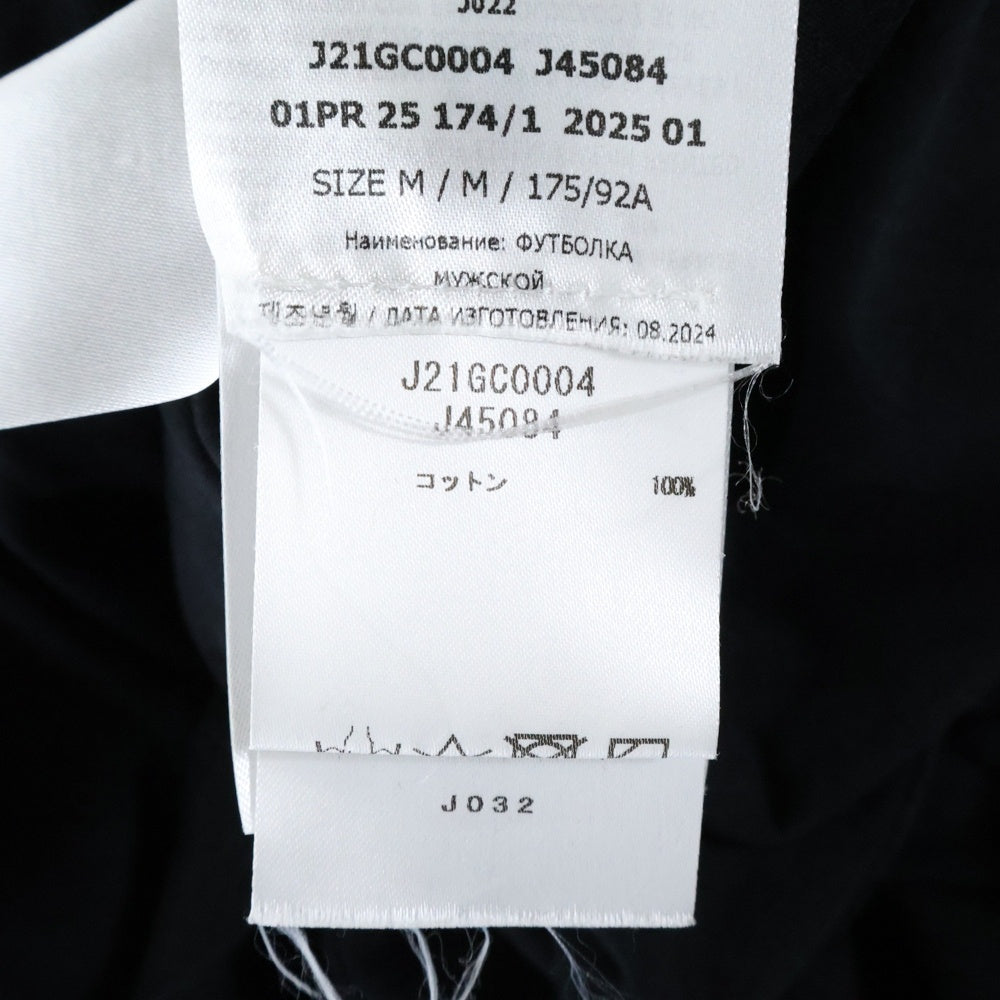 J022
J21GC0004 J45084
01PR 25 174/1 2025 01
SIZE M / M / 175/92A
Наименование: ФУТБОЛКА
МУЖСКОЙ
제조년월 / ДАТА ИЗГОТОВЛЕНИЯ: 08.2024
J21GC0004
J45084
コットン 100%
J032